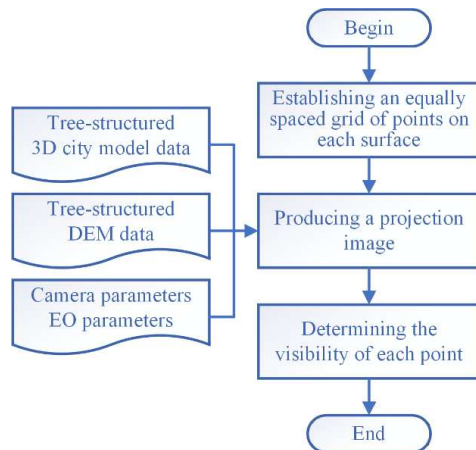 Begin
Establishing an equally
spaced grid of points on
each surface
Tree-structured
3D city model data
Tree-structured
DEM data
Producing a projection
image
Camera parameters
EO parameters
Determining the
visibility of each point
End